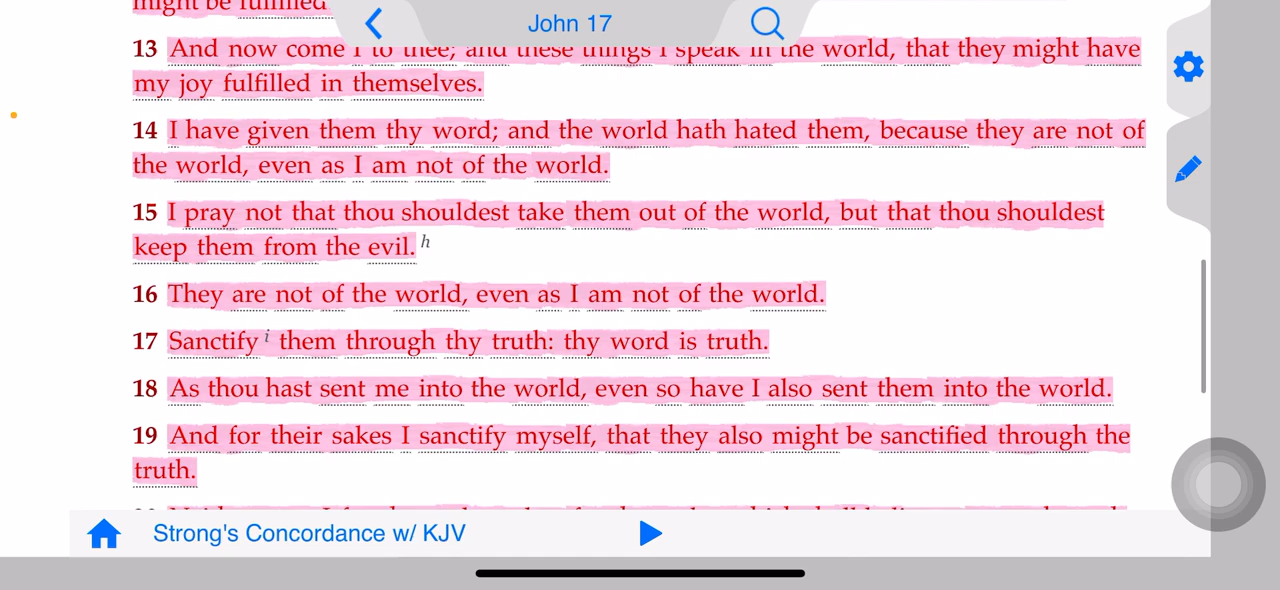 might be fulfilled
John 17
13 And now come I to thee; and these things I speak in the world, that they might have
my joy fulfilled in themselves.
14 I have given them thy word; and the world hath hated them, because they are not of
the world, even as I am not of the world.
15 I pray not that thou shouldest take them out of the world, but that thou shouldest
keep them from the evil. h
16 They are not of the world, even as I am not of the world.
17 Sanctify i them through thy truth: thy word is truth.
18 As thou hast sent me into the world, even so have I also sent them into the world.
19 And for their sakes I sanctify myself, that they also might be sanctified through the
truth.
Strong's Concordance w/ KJV